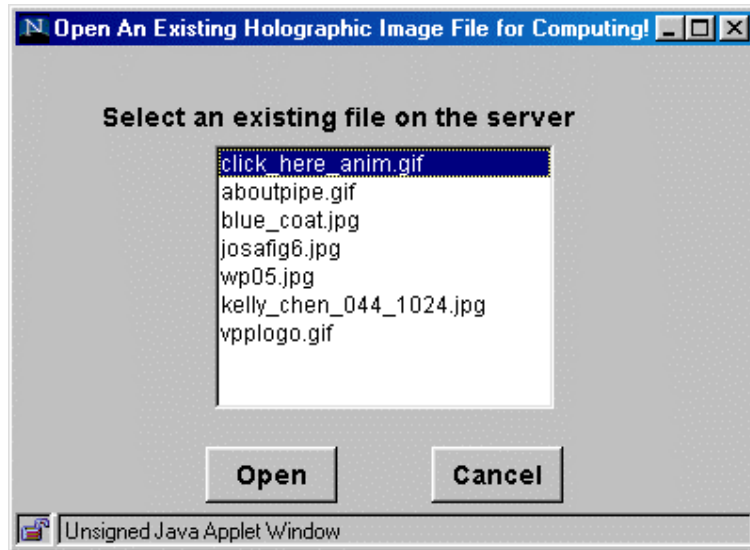 Open An Existing Holographic Image File for Computing!
Select an existing file on the server
click_here_anim.gif
aboutpipe.gif
blue_coat.jpg
josafig6.jpg
wp05.jpg
kelly_chen_044_1024.jpg
vpplogo.gif
Open
Cancel
Unsigned Java Applet Window